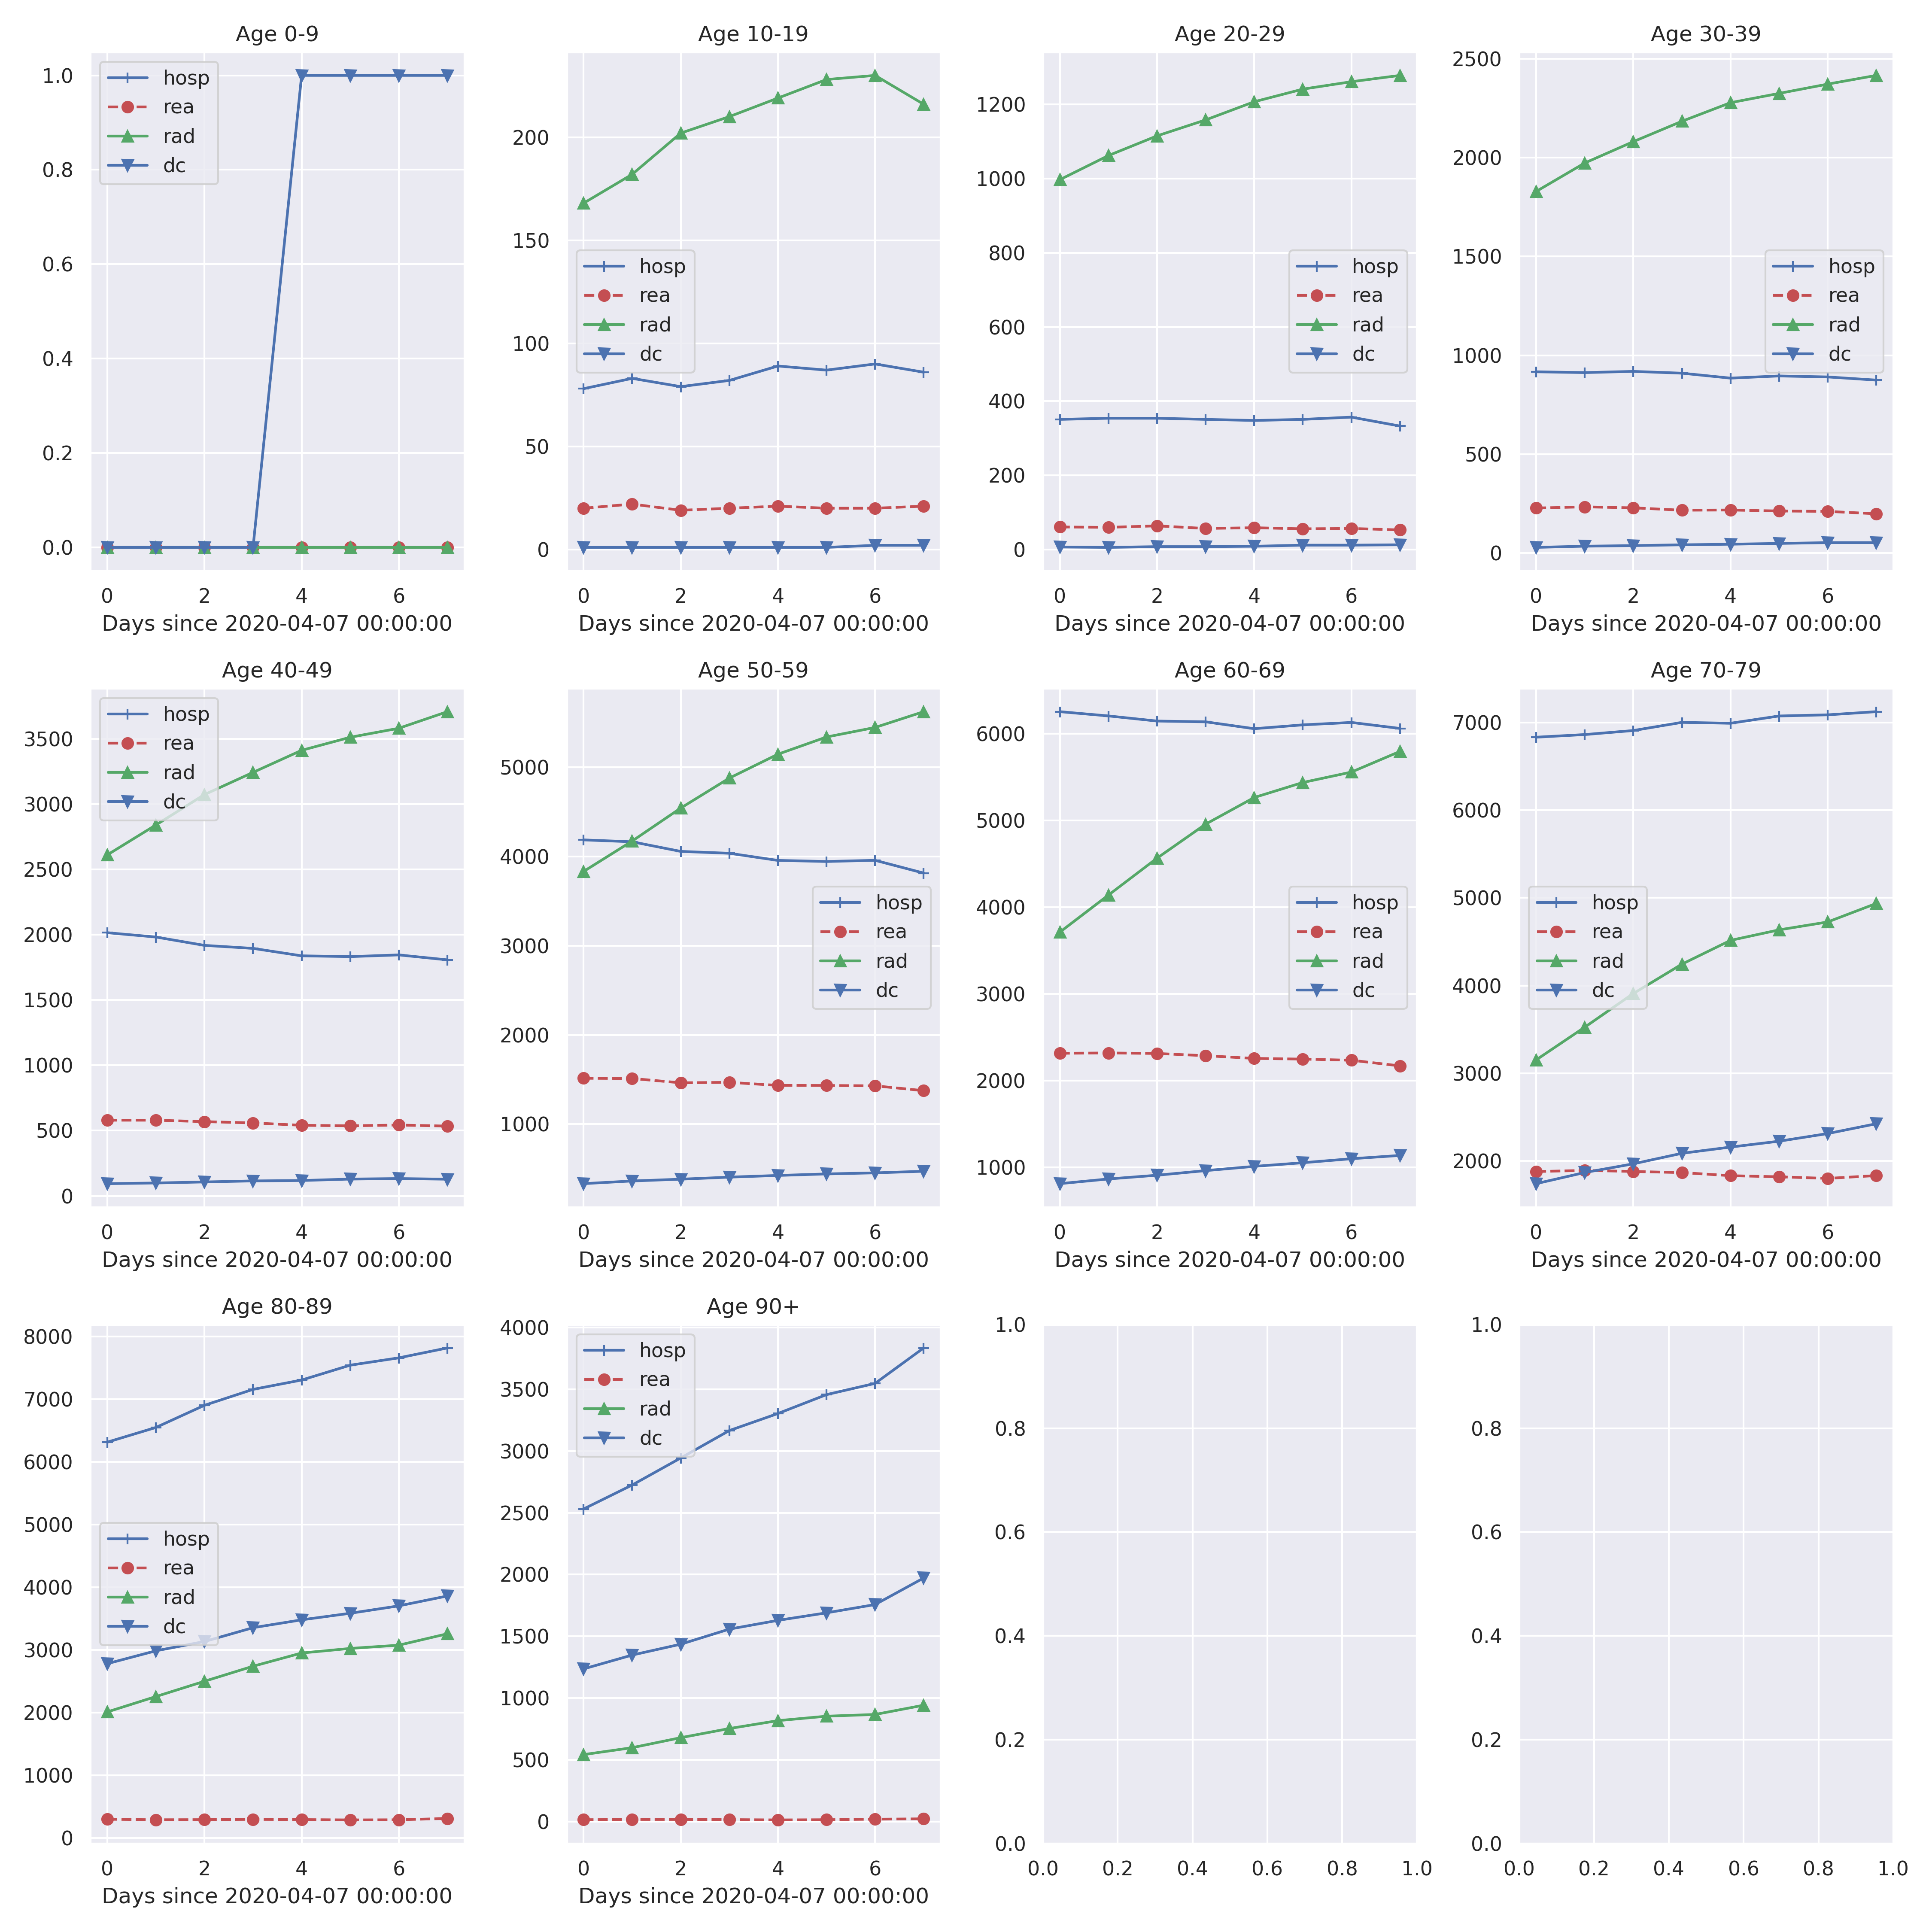 Age 0-9
1.0
0.8
0.6
0.4
0.2
0.0
hosp
rea
rad
dc
0 2 4 6
Days since 2020-04-07 00:00:00
Age 10-19
200
150
100
50
0
hosp
rea
rad
dc
0 2 4 6
Days since 2020-04-07 00:00:00
Age 20-29
1200
1000
800
600
400
200
0
hosp
rea
rad
dc
0 2 4 6
Days since 2020-04-07 00:00:00
Age 30-39
2500
2000
1500
1000
500
0
hosp
rea
rad
dc
0 2 4 6
Days since 2020-04-07 00:00:00
Age 40-49
3500
3000
2500
2000
1500
1000
500
0
hosp
rea
rad
dc
0 2 4 6
Days since 2020-04-07 00:00:00
Age 50-59
5000
4000
3000
2000
1000
hosp
rea
rad
dc
0 2 4 6
Days since 2020-04-07 00:00:00
Age 60-69
6000
5000
4000
3000
2000
1000
hosp
rea
rad
dc
0 2 4 6
Days since 2020-04-07 00:00:00
Age 70-79
7000
6000
5000
4000
3000
2000
hosp
rea
rad
dc
0 2 4 6
Days since 2020-04-07 00:00:00
Age 80-89
8000
7000
6000
5000
4000
3000
2000
1000
0
hosp
rea
rad
dc
0 2 4 6
Days since 2020-04-07 00:00:00
Age 90+
4000
3500
3000
2500
2000
1500
1000
500
0
hosp
rea
rad
dc
0 2 4 6
Days since 2020-04-07 00:00:00
1.0
0.8
0.6
0.4
0.2
0.0
0.0 0.2 0.4 0.6 0.8 1.0
1.0
0.8
0.6
0.4
0.2
0.0
0.0 0.2 0.4 0.6 0.8 1.0